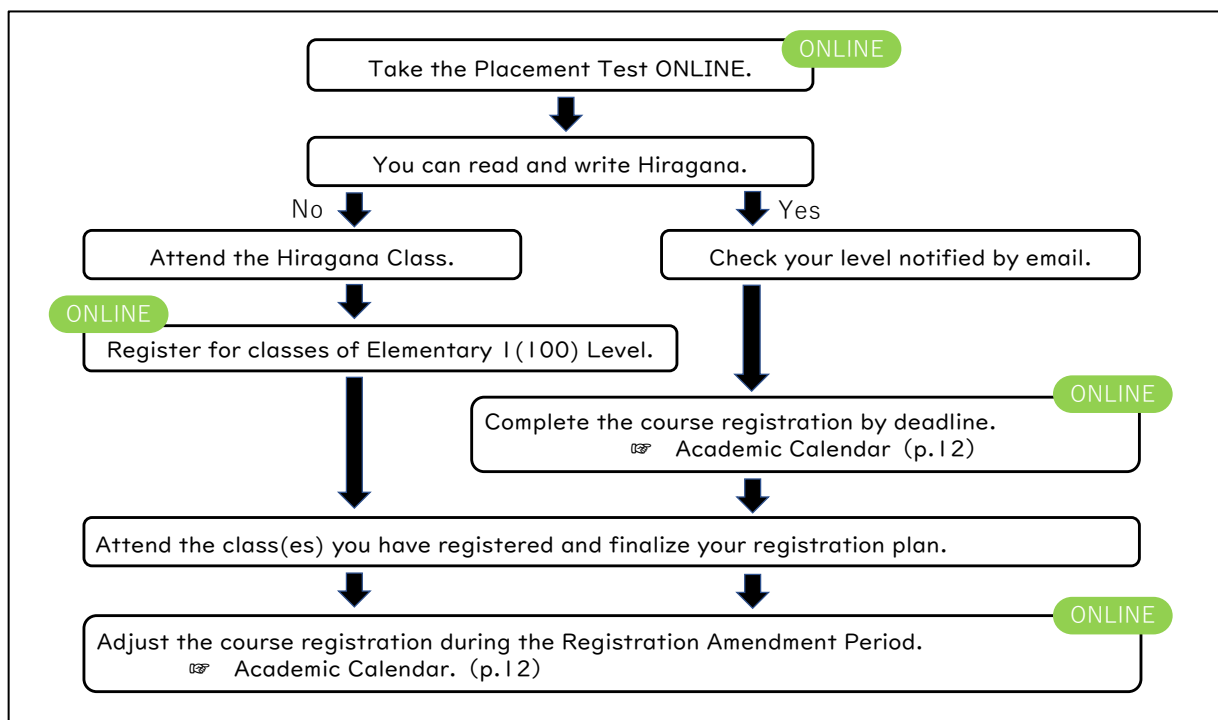 ONLINE
Take the Placement Test ONLINE.
You can read and write Hiragana.
No
Yes
Attend the Hiragana Class.
Check your level notified by email.
ONLINE
Register for classes of Elementary 1(100) Level.
ONLINE
Complete the course registration by deadline.
☞ Academic Calendar (p.12)
Attend the class(es) you have registered and finalize your registration plan.
ONLINE
Adjust the course registration during the Registration Amendment Period.
☞ Academic Calendar. (p.12)